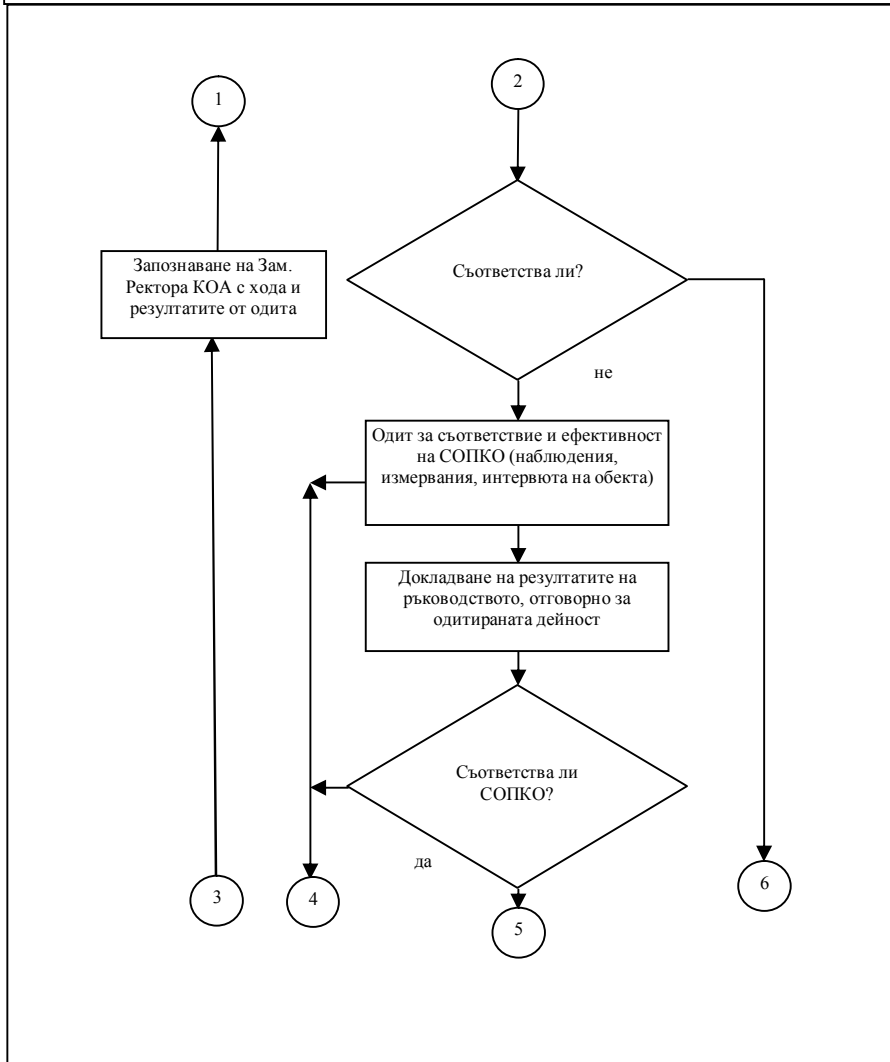 1
2
Запознаване на Зам.
Ректора КОА с хода и
резултатите от одита
Съответства ли?
не
Одит за съответствие и ефективност
на СОПКО (наблюдения,
измервания, интервюта на обекта)
Докладване на резултатите на
ръководството, отговорно за
одитираната дейност
Съответства ли
СОПКО?
да
3
4
5
6